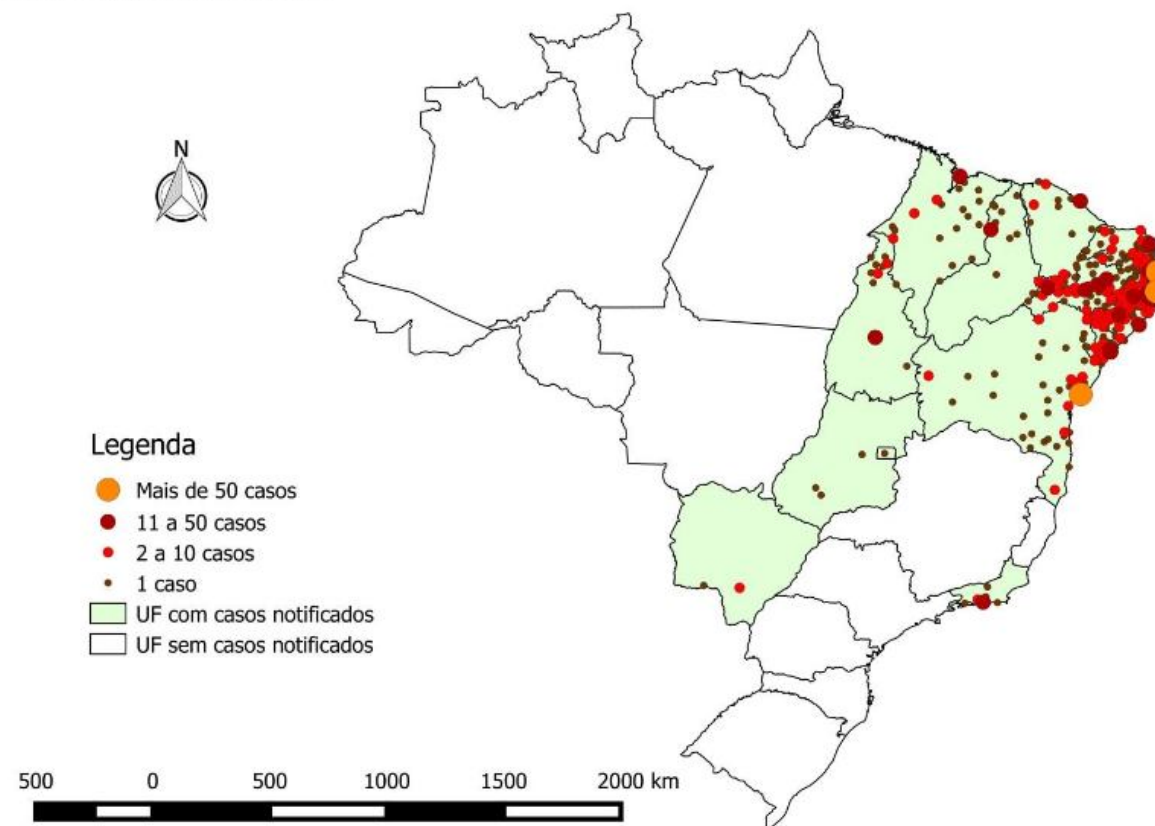 N
Legenda
Mais de 50 casos
11 a 50 casos
2 a 10 casos
1 caso
UF com casos notificados
UF sem casos notificados
500 0 500 1000 1500 2000 km